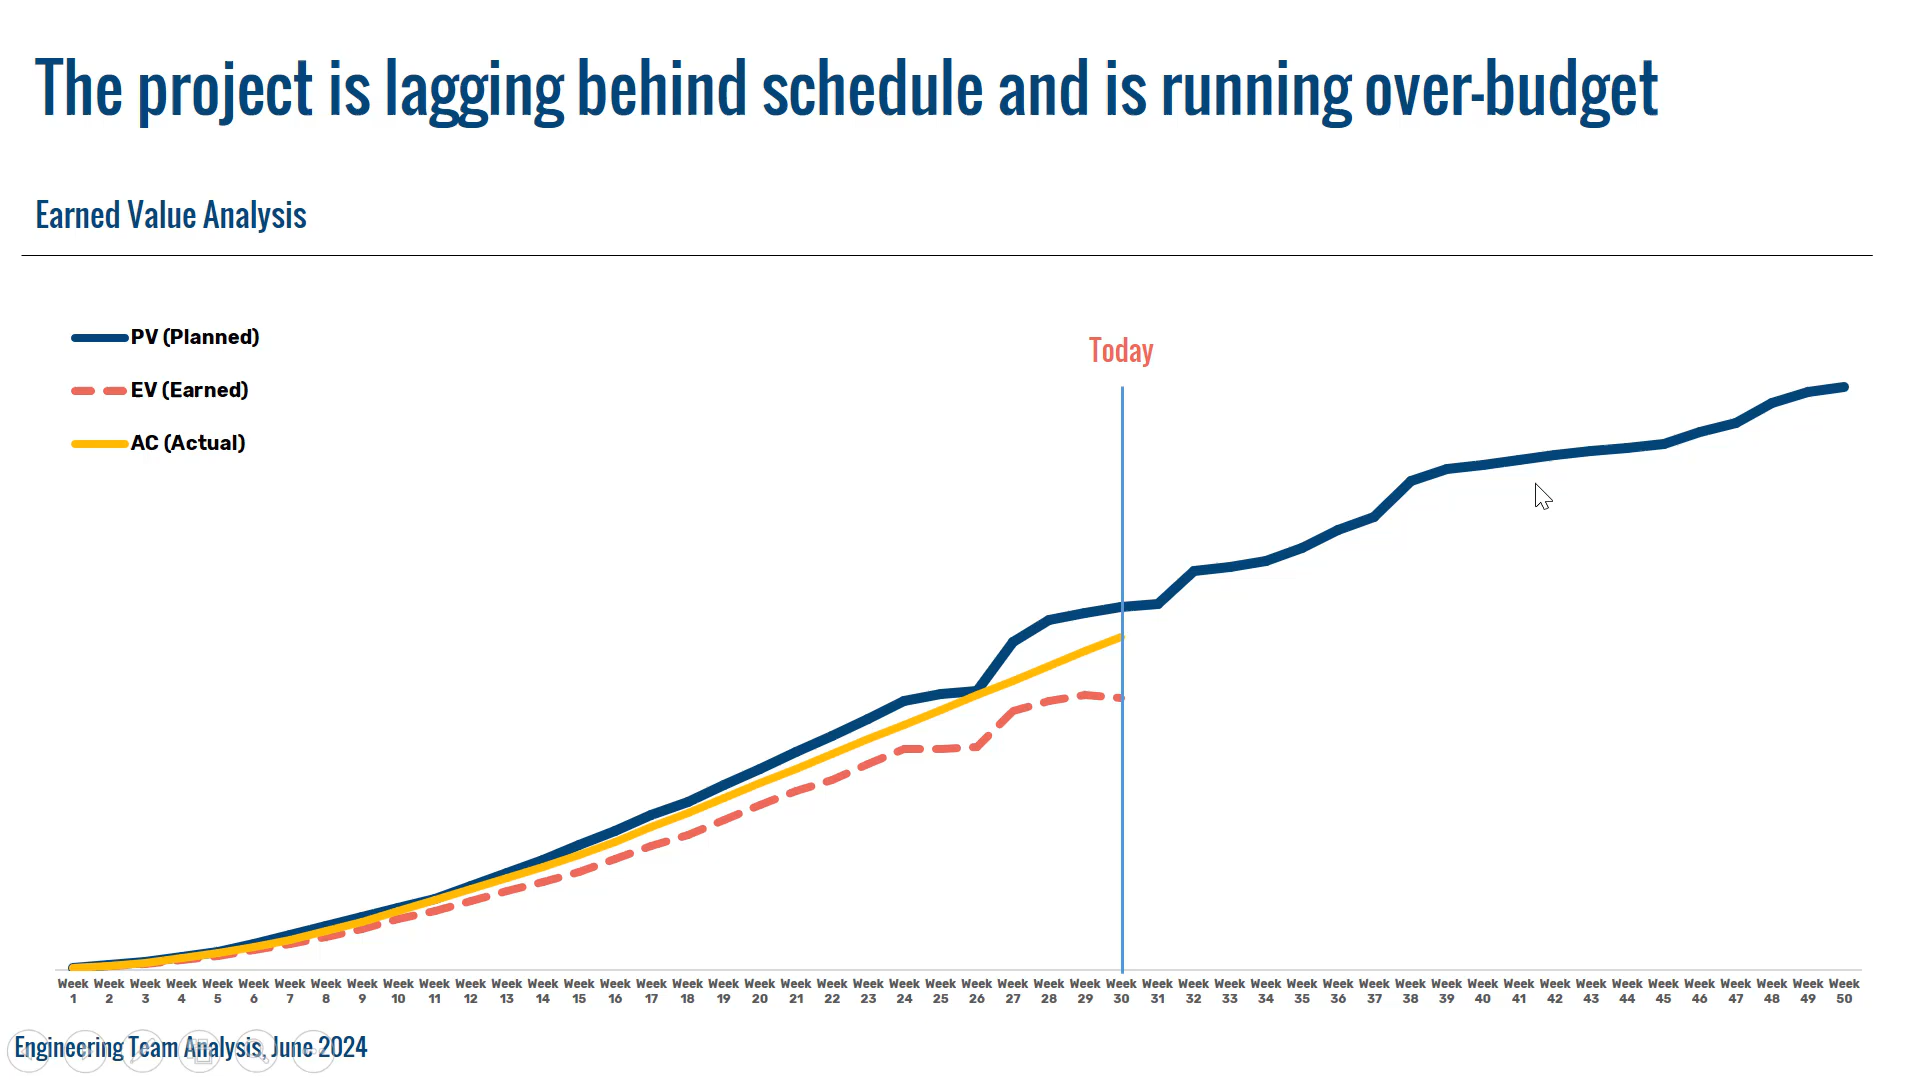 The project is lagging behind schedule and is running over-budget
Earned Value Analysis
PV (Planned)
EV (Earned)
AC (Actual)
Today
Week Week Week Week Week Week Week Week Week Week Week Week Week Week Week Week Week Week Week Week Week Week Week Week Week Week Week Week Week Week Week Week Week Week Week Week Week Week Week Week Week Week Week Week Week Week Week Week Week Week
1 2 3 4 5 6 7 8 9 10 11 12 13 14 15 16 17 18 19 20 21 22 23 24 25 26 27 28 29 30 31 32 33 34 35 36 37 38 39 40 41 42 43 44 45 46 47 48 49 50
Engineering Team Analysis, June 2024